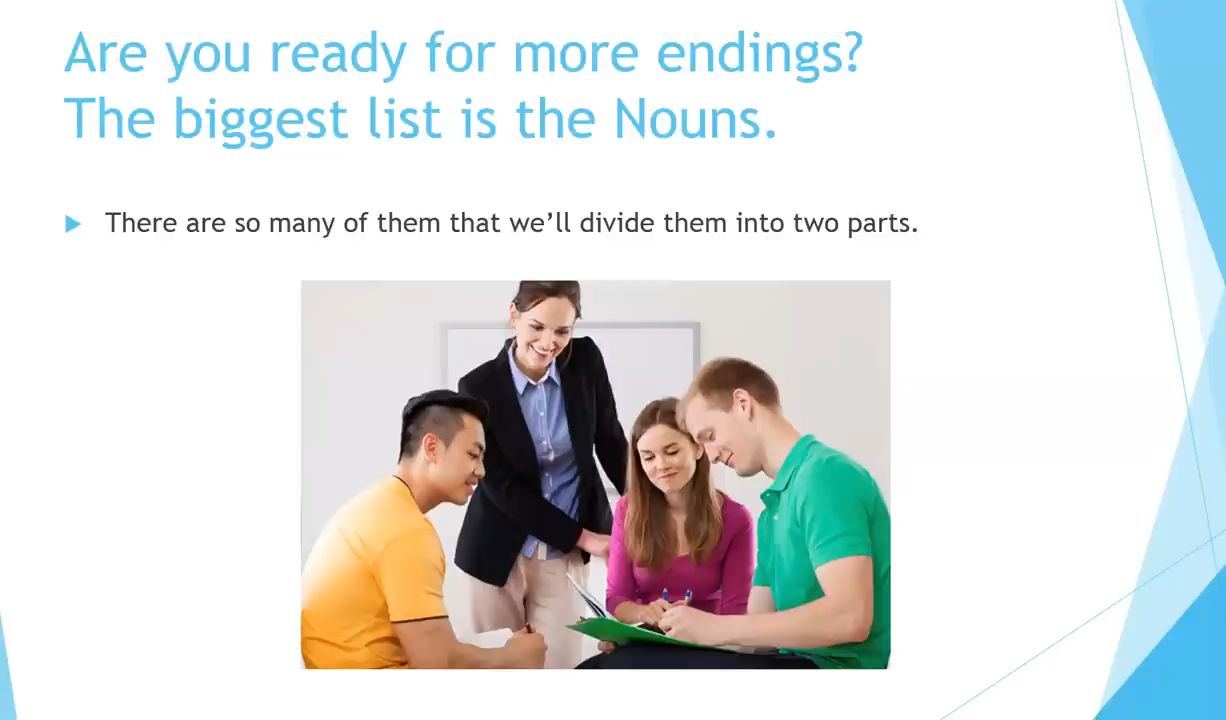 Are you ready for more endings?
The biggest list is the Nouns.
There are so many of them that we’ll divide them into two parts.